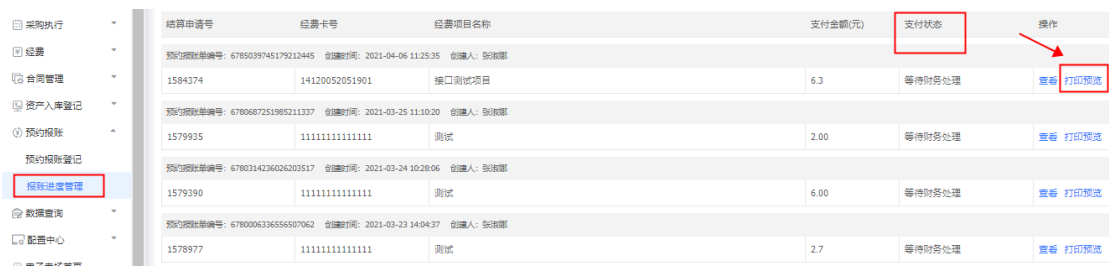 采购执行
经费
合同管理
资产入库登记
预约报账
预约报账登记
报账进度管理
数据查询
配置中心
结算申请号 经费卡号 经费项目名称 支付金额(元) 支付状态 操作
预约报账单编号：6785039745179212445 创建时间：2021-04-06 11:25:35 创建人：张淑娜
1584374 14120052051901 接口测试项目 6.3 等待财务处理 查看 打印预览
预约报账单编号：6780687251985211337 创建时间：2021-03-25 11:10:20 创建人：张淑娜
1579935 11111111111111 测试 2.00 等待财务处理 查看 打印预览
预约报账单编号：6780314236026203517 创建时间：2021-03-24 10:28:06 创建人：张淑娜
1579390 11111111111111 测试 6.00 等待财务处理 查看 打印预览
预约报账单编号：6780006336556507062 创建时间：2021-03-23 14:04:37 创建人：张淑娜
1578977 11111111111111 测试 2.7 等待财务处理 查看 打印预览